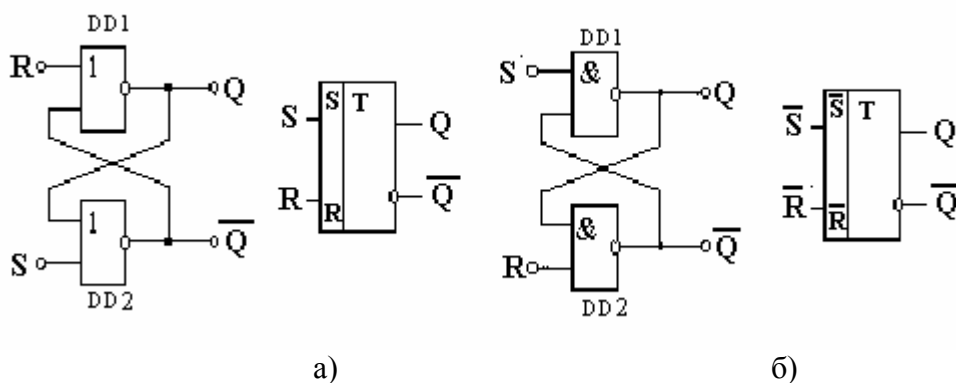 DD1
R
1
Q
S
S
T
Q
R
R
Q̅
1
Q̅
S
DD2
а)
DD1
S
&
Q
S̅
S̅
T
Q
R̅
R̅
Q̅
&
Q̅
R
DD2
б)